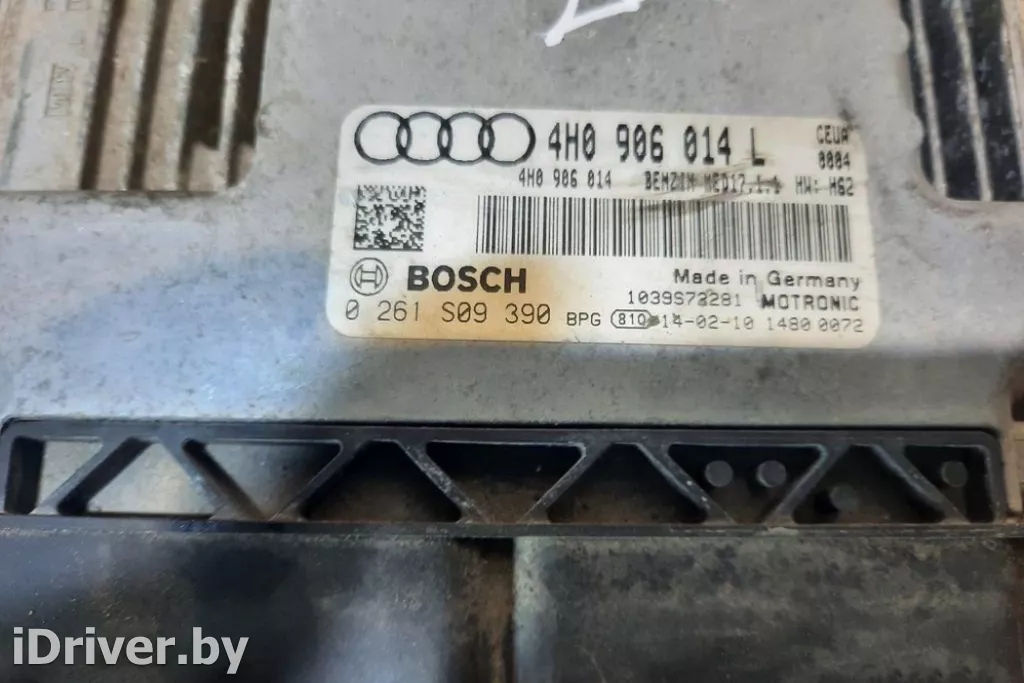 4H0 906 014 L
CEUA
0004
4H0 906 014 BENZIN MED17.1.1 HW: H62
BOSCH
Made in Germany
1039S73281 MOTRONIC
0 261 S09 390 BPG 810 14-02-10 1480 0072
iDriver.by